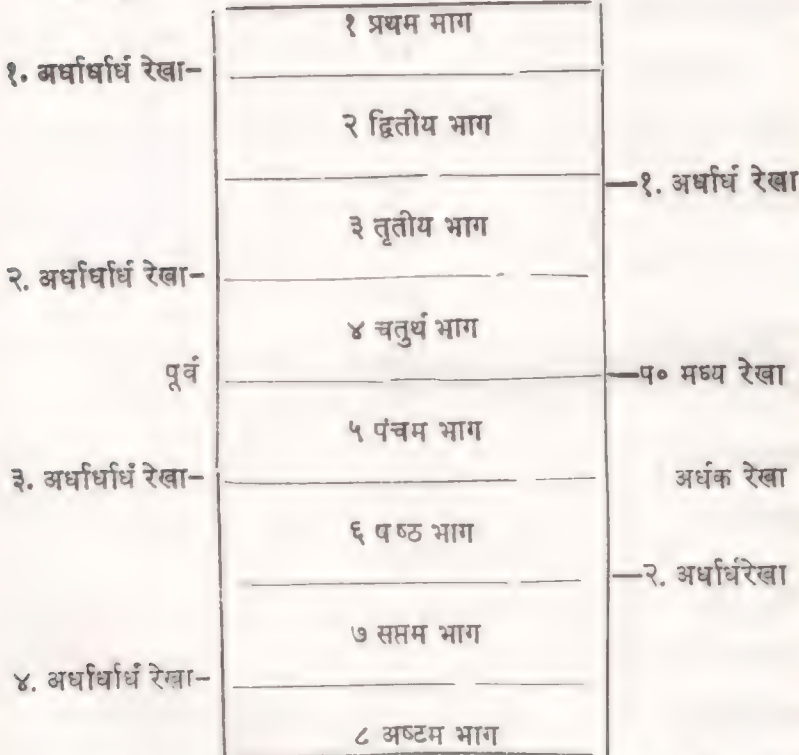 १ प्रथम भाग
१. अर्धार्धार्ध रेखा-
२ द्वितीय भाग
१. अर्धार्ध रेखा
३ तृतीय भाग
२. अर्धार्धार्ध रेखा-
४ चतुर्थ भाग
पूर्व
प० मध्य रेखा
५ पंचम भाग
३. अर्धार्धार्ध रेखा-
अर्धक रेखा
६ षष्ठ भाग
२. अर्धार्धरेखा
७ सप्तम भाग
४. अर्धार्धार्ध रेखा-
८ अष्टम भाग